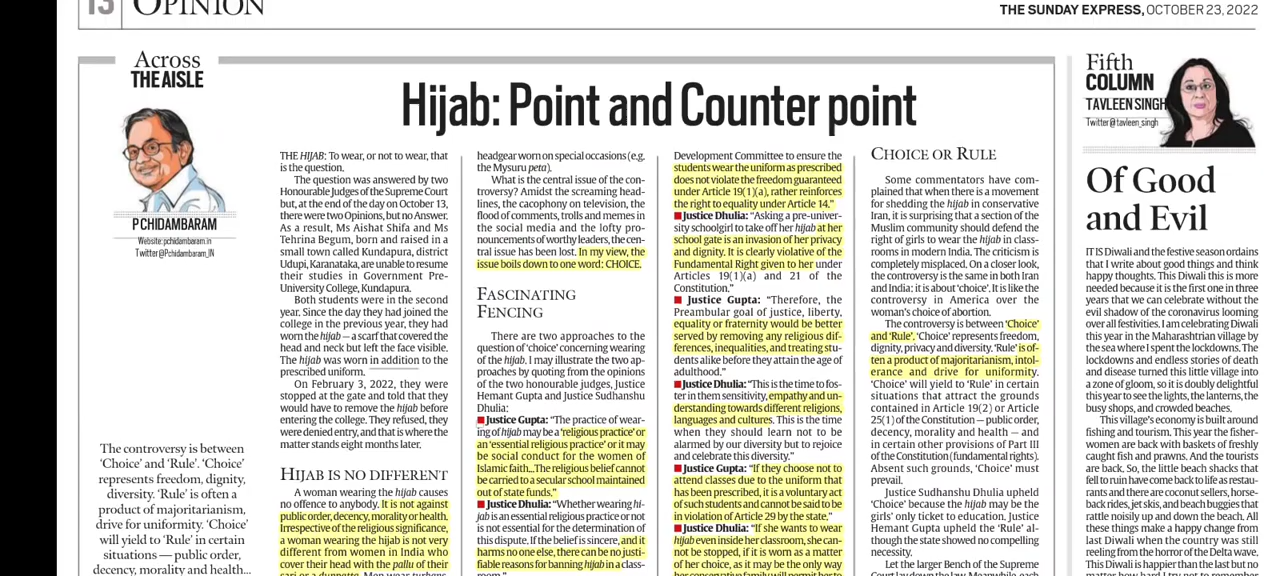 13 OPINION
THE SUNDAY EXPRESS, OCTOBER 23, 2022
Across
THE AISLE
P CHIDAMBARAM
Website: pchidambaram.in
Twitter @Pchidambaram_IN
The controversy is between
'Choice' and 'Rule'. 'Choice'
represents freedom, dignity,
diversity. 'Rule' is often a
product of majoritarianism,
drive for uniformity. 'Choice'
will yield to 'Rule' in certain
situations — public order,
decency, morality and health...
Hijab: Point and Counter point
THE HIJAB: To wear, or not to wear, that
is the question.
The question was answered by two
Honourable Judges of the Supreme Court
but, at the end of the day on October 13,
there were two Opinions, but no Answer.
As a result, Ms Aishat Shifa and Ms
Tehrina Begum, born and raised in a
small town called Kundapura, district
Udupi, Karanataka, are unable to resume
their studies in Government Pre-
University College, Kundapura.
Both students were in the second
year. Since the day they had joined the
college in the previous year, they had
worn the hijab — a scarf that covered the
head and neck but left the face visible.
The hijab was worn in addition to the
prescribed uniform.
On February 3, 2022, they were
stopped at the gate and told that they
would have to remove the hijab before
entering the college. They refused, they
were denied entry, and that is where the
matter stands eight months later.
HIJAB IS NO DIFFERENT
A woman wearing the hijab causes
no offence to anybody. It is not against
public order, decency, morality or health.
Irrespective of the religious significance,
a woman wearing the hijab is not very
different from women in India who
cover their head with the pallu of their
sari or a dupatta. Men wear turbans,
headgear worn on special occasions (e.g.
the Mysuru peta).
What is the central issue of the con-
troversy? Amidst the screaming head-
lines, the cacophony on television, the
flood of comments, trolls and memes in
the social media and the lofty pro-
nouncements of worthy leaders, the cen-
tral issue has been lost. In my view, the
issue boils down to one word: CHOICE.
FASCINATING
FENCING
There are two approaches to the
question of 'choice' concerning wearing
of the hijab. I may illustrate the two ap-
proaches by quoting from the opinions
of the two honourable judges, Justice
Hemant Gupta and Justice Sudhanshu
Dhulia:
■ Justice Gupta: "The practice of wear-
ing of hijab may be a 'religious practice' or
an 'essential religious practice' or it may
be social conduct for the women of
Islamic faith...The religious belief cannot
be carried to a secular school maintained
out of state funds."
■ Justice Dhulia: "Whether wearing hi-
jab is an essential religious practice or not
is not essential for the determination of
this dispute. If the belief is sincere, and it
harms no one else, there can be no justi-
fiable reasons for banning hijab in a class-
room."
Development Committee to ensure the
students wear the uniform as prescribed
does not violate the freedom guaranteed
under Article 19(1)(a), rather reinforces
the right to equality under Article 14."
■ Justice Dhulia: "Asking a pre-univer-
sity schoolgirl to take off her hijab at her
school gate is an invasion of her privacy
and dignity. It is clearly violative of the
Fundamental Right given to her under
Articles 19(1)(a) and 21 of the
Constitution."
■ Justice Gupta: "Therefore, the
Preambular goal of justice, liberty,
equality or fraternity would be better
served by removing any religious dif-
ferences, inequalities, and treating stu-
dents alike before they attain the age of
adulthood."
■ Justice Dhulia: "This is the time to fos-
ter in them sensitivity, empathy and un-
derstanding towards different religions,
languages and cultures. This is the time
when they should learn not to be
alarmed by our diversity but to rejoice
and celebrate this diversity."
■ Justice Gupta: "If they choose not to
attend classes due to the uniform that
has been prescribed, it is a voluntary act
of such students and cannot be said to be
in violation of Article 29 by the state."
■ Justice Dhulia: "If she wants to wear
hijab even inside her classroom, she can-
not be stopped, if it is worn as a matter
of her choice, as it may be the only way
her conservative family will permit her to
CHOICE OR RULE
Some commentators have com-
plained that when there is a movement
for shedding the hijab in conservative
Iran, it is surprising that a section of the
Muslim community should defend the
right of girls to wear the hijab in class-
rooms in modern India. The criticism is
completely misplaced. On a closer look,
the controversy is the same in both Iran
and India: it is about 'choice'. It is like the
controversy in America over the
woman's choice of abortion.
The controversy is between 'Choice'
and 'Rule'. 'Choice' represents freedom,
dignity, privacy and diversity. 'Rule' is of-
ten a product of majoritarianism, intol-
erance and drive for uniformity.
'Choice' will yield to 'Rule' in certain
situations that attract the grounds
contained in Article 19(2) or Article
25(1) of the Constitution — public order,
decency, morality and health — and
in certain other provisions of Part III
of the Constitution (fundamental rights).
Absent such grounds, 'Choice' must
prevail.
Justice Sudhanshu Dhulia upheld
'Choice' because the hijab may be the
girls' only ticket to education. Justice
Hemant Gupta upheld the 'Rule' al-
though the state showed no compelling
necessity.
Let the larger Bench of the Supreme
Court lay down the law. Meanwhile, each
Fifth
COLUMN
TAVLEEN SINGH
Twitter@tavleen_singh
Of Good
and Evil
IT IS Diwali and the festive season ordains
that I write about good things and think
happy thoughts. This Diwali this is more
needed because it is the first one in three
years that we can celebrate without the
evil shadow of the coronavirus looming
over all festivities. I am celebrating Diwali
this year in the Maharashtrian village by
the sea where I spent the lockdowns. The
lockdowns and endless stories of death
and disease turned this little village into
a zone of gloom, so it is doubly delightful
this year to see the lights, the lanterns, the
busy shops, and crowded beaches.
This village's economy is built around
fishing and tourism. This year the fisher-
women are back with baskets of freshly
caught fish and prawns. And the tourists
are back. So, the little beach shacks that
fell to ruin have come back to life as restau-
rants and there are coconut sellers, horse-
back rides, jet skis, and beach buggies that
rattle noisily up and down the beach. All
these things make a happy change from
last Diwali when the country was still
reeling from the horror of the Delta wave.
This Diwali is happier than the last but no